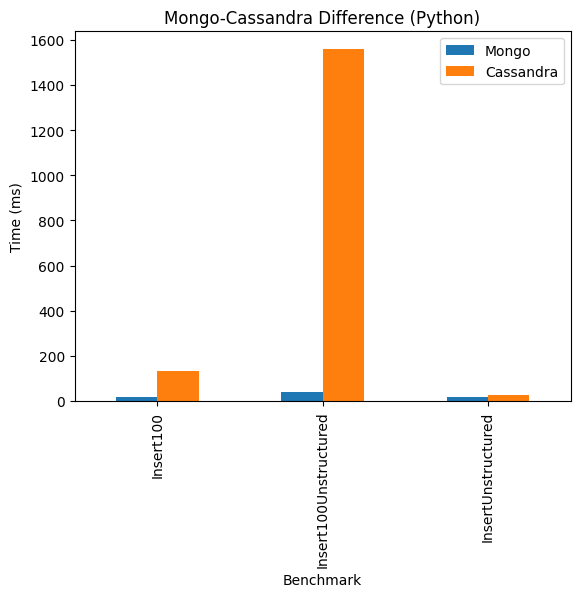 Mongo-Cassandra Difference (Python)
Mongo
Cassandra
Time (ms)
1600
1400
1200
1000
800
600
400
200
0
Insert100
Insert100Unstructured
InsertUnstructured
Benchmark